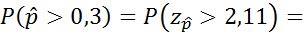 P(p̂ > 0,3) = P(z_p̂ > 2,11) =